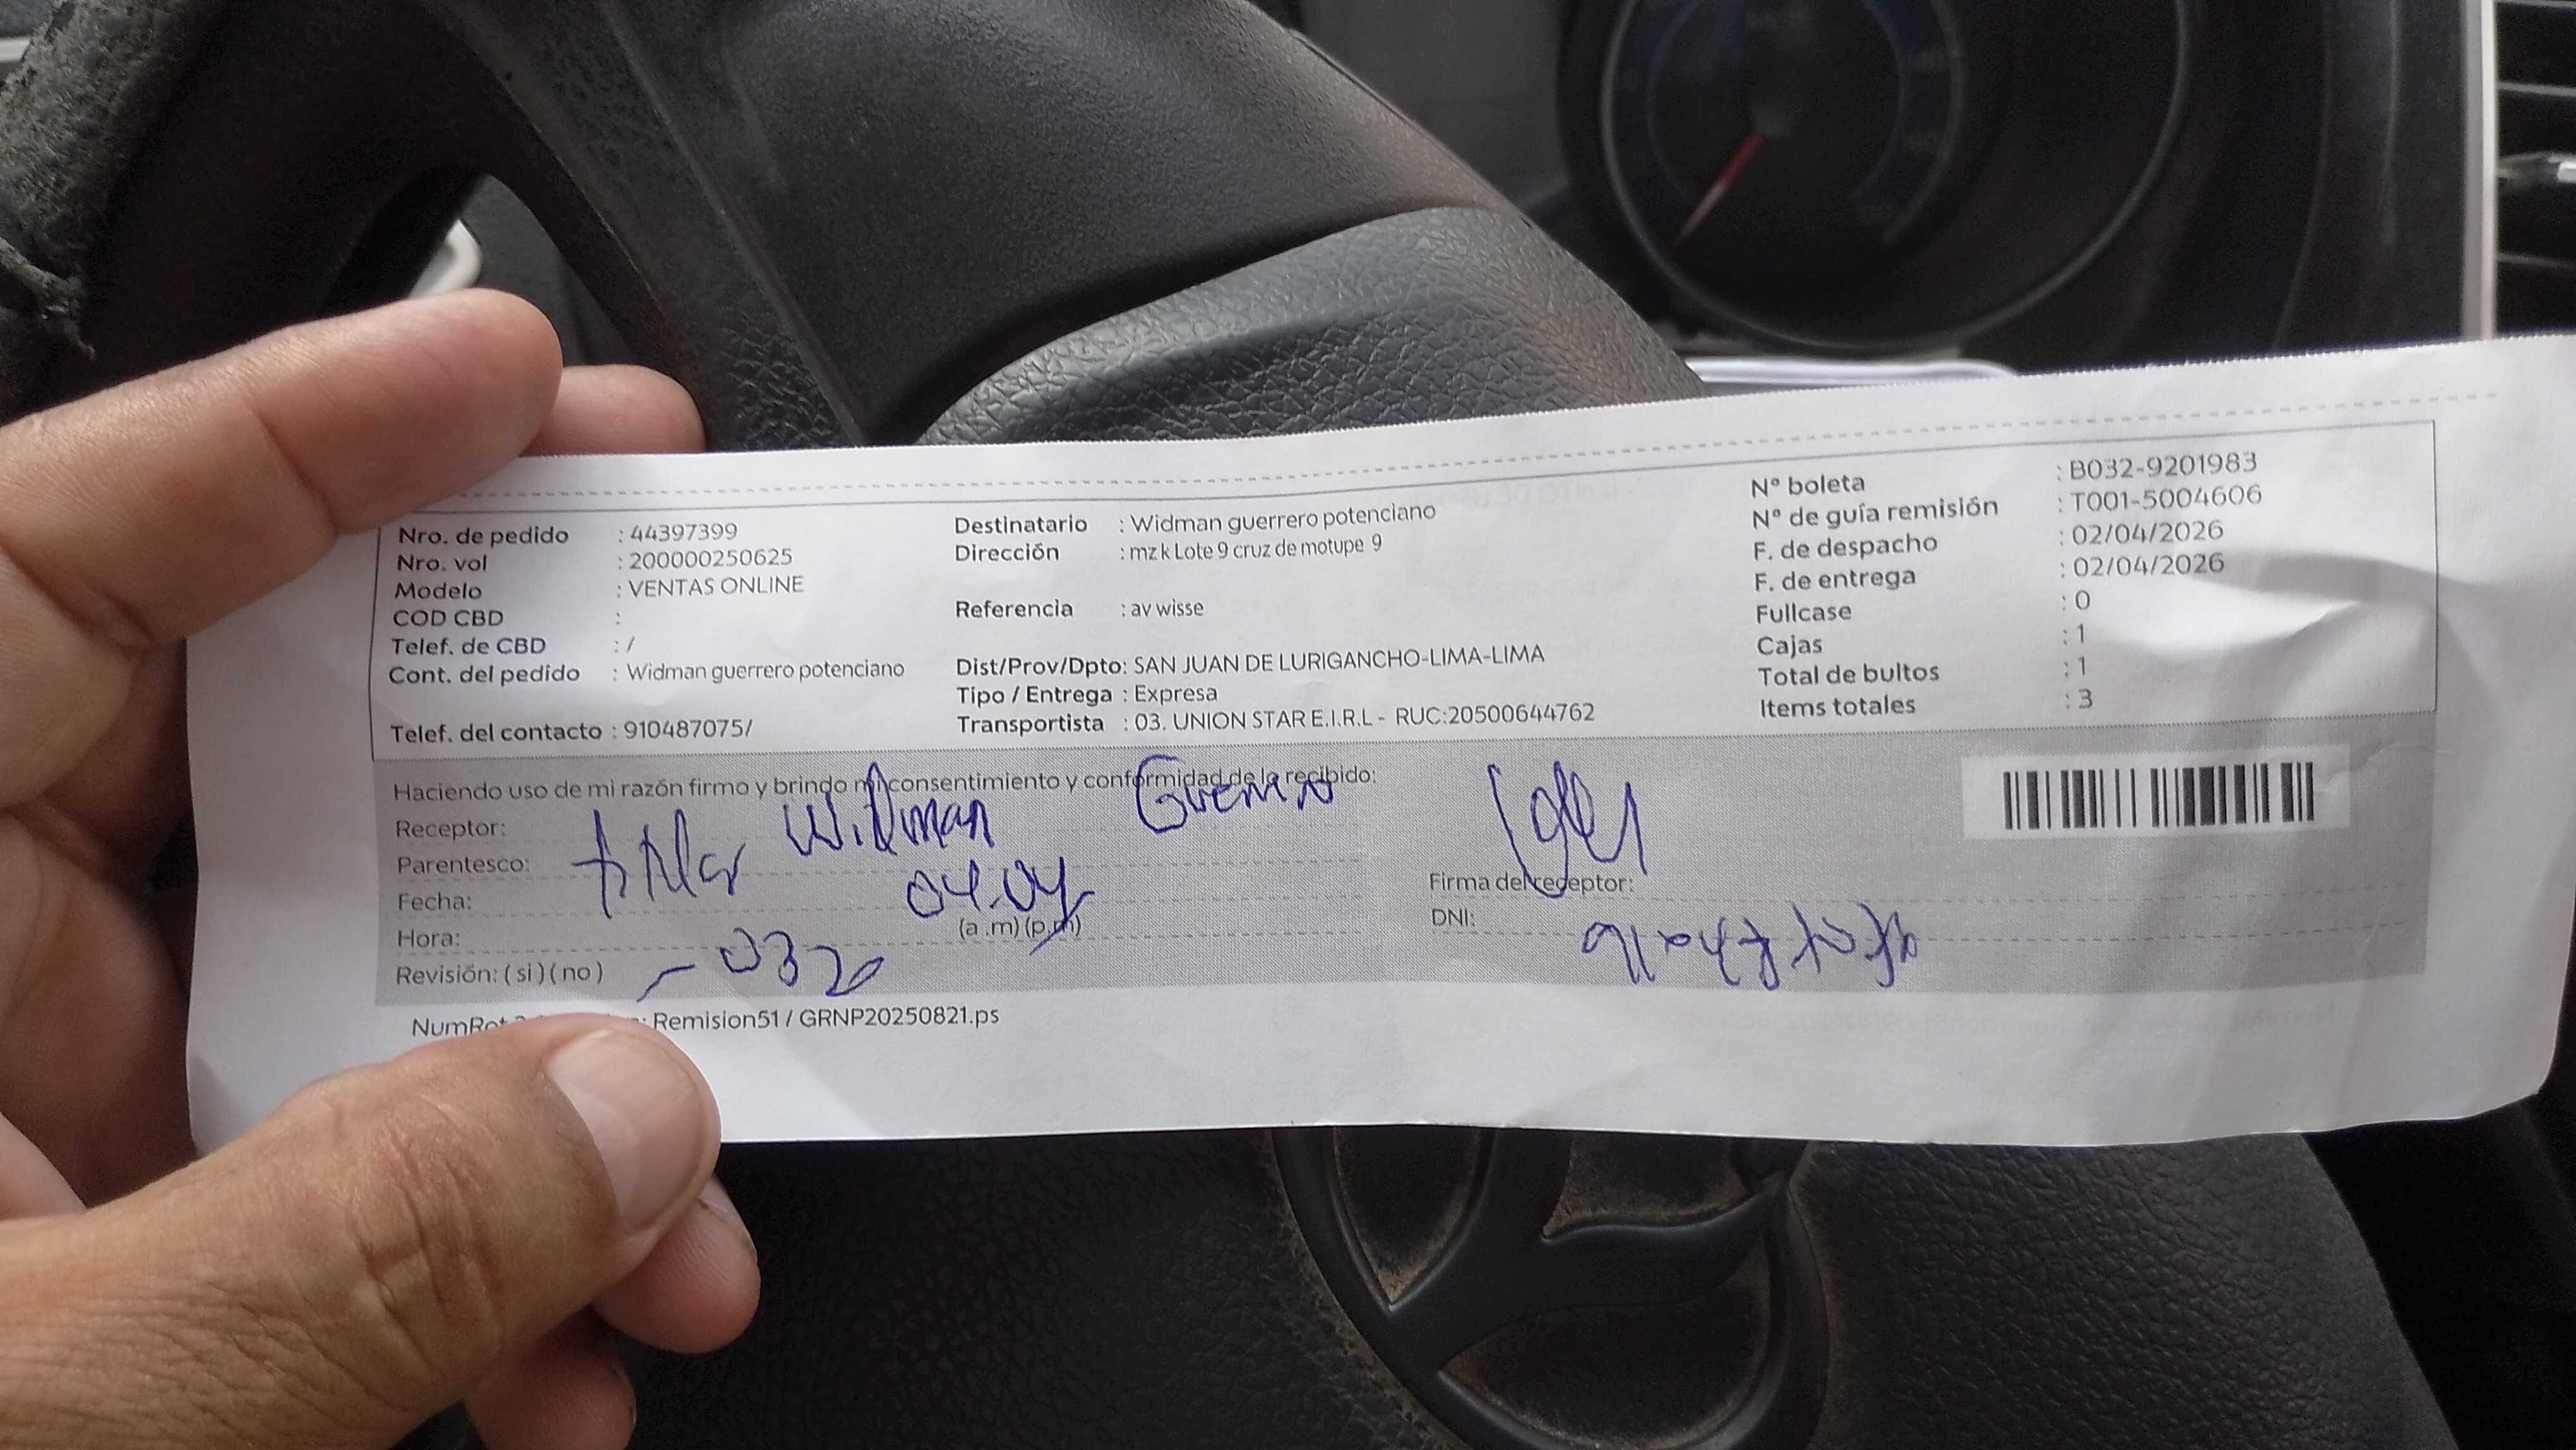 Nro. de pedido : 44397399
Nro. vol : 200000250625
Modelo : VENTAS ONLINE
COD CBD :
Telef. de CBD : /
Cont. del pedido : Widman guerrero potenciano
Telef. del contacto : 910487075/
Destinatario : Widman guerrero potenciano
Dirección : mz k Lote 9 cruz de motupe 9
Referencia : av wisse
Dist/Prov/Dpto: SAN JUAN DE LURIGANCHO-LIMA-LIMA
Tipo / Entrega : Expresa
Transportista : 03. UNION STAR E.I.R.L - RUC:20500644762
Nº boleta : B032-9201983
Nº de guía remisión : T001-5004606
F. de despacho : 02/04/2026
F. de entrega : 02/04/2026
Fullcase : 0
Cajas : 1
Total de bultos : 1
Items totales : 3
Haciendo uso de mi razón firmo y brindo mi consentimiento y conformidad de lo recibido:
Receptor: Widman Guerrero
Parentesco: titular
Fecha: 04.04
Hora: (a .m) (p.m)
Revisión: ( si ) ( no ) 0320
Firma del receptor:
DNI:
Remision51 / GRNP20250821.ps